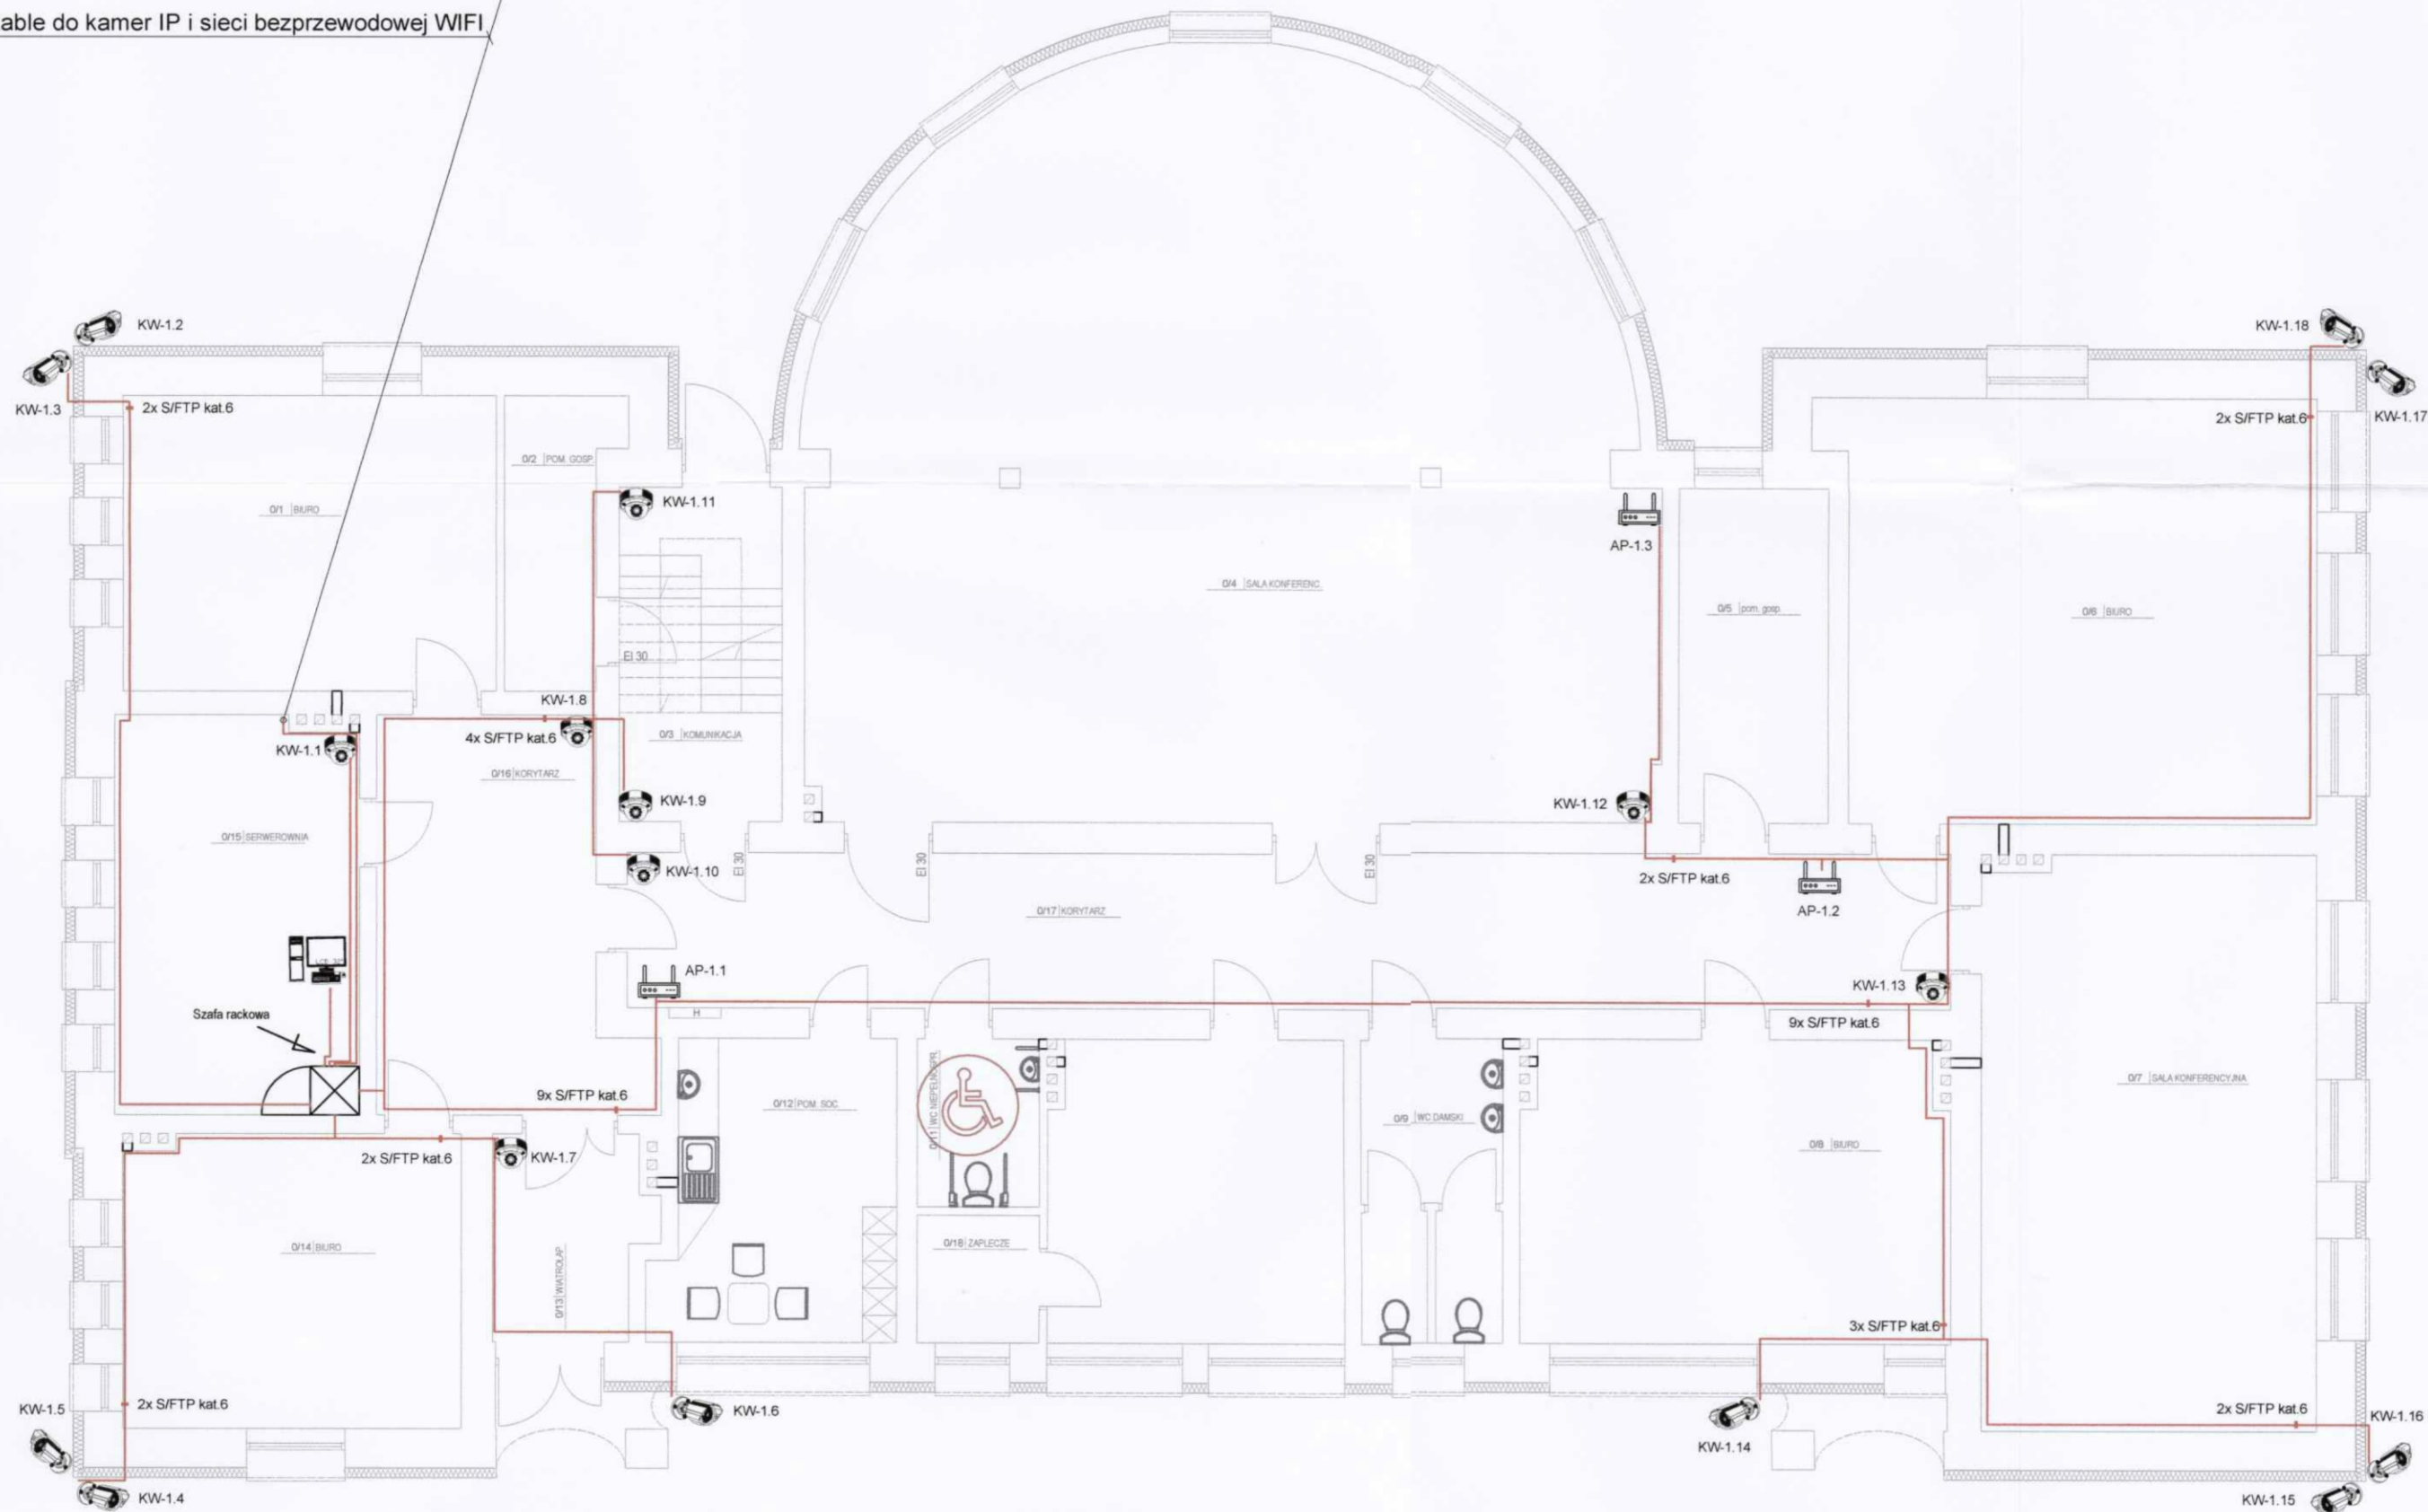 able do kamer IP i sieci bezprzewodowej WIFI
KW-1.2
KW-1.18
KW-1.3
2x S/FTP kat.6
2x S/FTP kat.6
KW-1.17
0/2 POM. GOSP.
KW-1.11
0/1 BIURO
AP-1.3
0/4 SALA KONFERENC.
0/5 pom. gosp.
0/6 BIURO
EI 30
KW-1.8
4x S/FTP kat.6
0/3 KOMUNIKACJA
KW-1.1
0/16 KORYTARZ
KW-1.9
KW-1.12
0/15 SERWEROWNIA
KW-1.10
EI 30
EI 30
EI 30
2x S/FTP kat.6
AP-1.2
0/17 KORYTARZ
AP-1.1
KW-1.13
Szafa rackowa
H
9x S/FTP kat.6
9x S/FTP kat.6
0/12 POM. SOC.
0/11 WC NIEPEŁNOSPR.
0/9 WC DAMSKI
0/8 BIURO
0/7 SALA KONFERENCYJNA
2x S/FTP kat.6
KW-1.7
0/14 BIURO
0/13 WIATROŁAP
0/18 ZAPLECZE
3x S/FTP kat.6
KW-1.5
2x S/FTP kat.6
KW-1.6
KW-1.14
2x S/FTP kat.6
KW-1.16
KW-1.4
KW-1.15